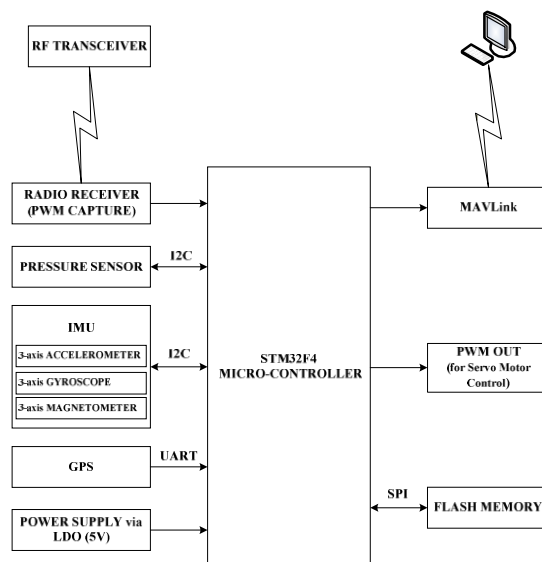 RF TRANSCEIVER
RADIO RECEIVER
(PWM CAPTURE)
MAVLink
I2C
PRESSURE SENSOR
IMU
3-axis ACCELEROMETER
3-axis GYROSCOPE
3-axis MAGNETOMETER
I2C
STM32F4
MICRO-CONTROLLER
PWM OUT
(for Servo Motor
Control)
GPS
UART
POWER SUPPLY via
LDO (5V)
SPI
FLASH MEMORY